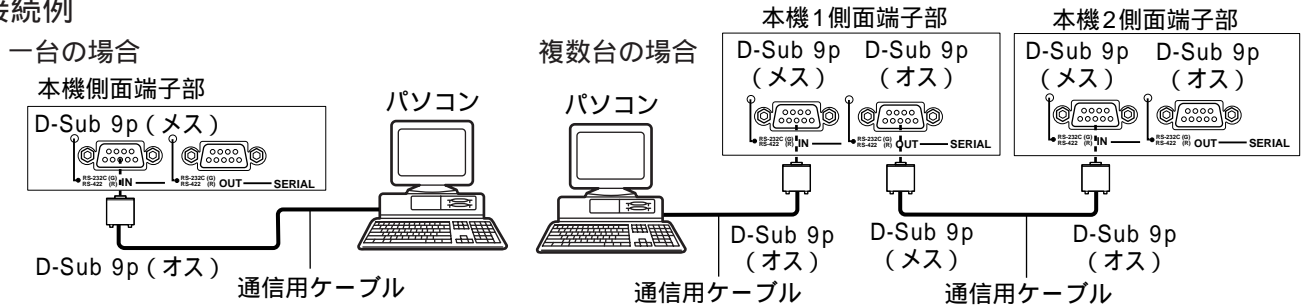 接続例
一台の場合
本機側面端子部
D-Sub 9p（メス）
RS-232C (G)
RS-422 (R)
IN
RS-232C (G)
RS-422 (R)
OUT
SERIAL
パソコン
D-Sub 9p（オス）
通信用ケーブル
複数台の場合
パソコン
本機1側面端子部
D-Sub 9p
（メス）
D-Sub 9p
（オス）
RS-232C (G)
RS-422 (R)
IN
RS-232C (G)
RS-422 (R)
OUT
SERIAL
本機2側面端子部
D-Sub 9p
（メス）
D-Sub 9p
（オス）
RS-232C (G)
RS-422 (R)
IN
RS-232C (G)
RS-422 (R)
OUT
SERIAL
D-Sub 9p
（オス）
D-Sub 9p
（メス）
D-Sub 9p
（オス）
通信用ケーブル
通信用ケーブル